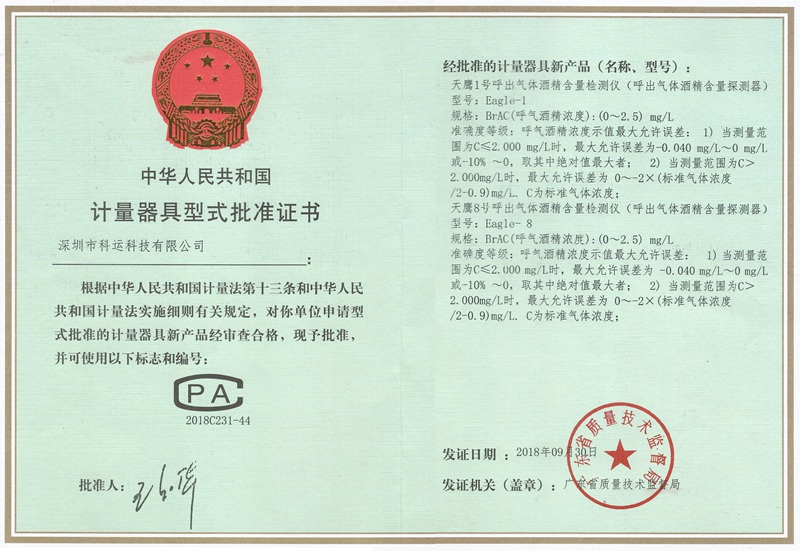 中华人民共和国
计量器具型式批准证书
深圳市科运科技有限公司
：
根据中华人民共和国计量法第十三条和中华人民
共和国计量法实施细则有关规定，对你单位申请型
式批准的计量器具新产品经审查合格，现予批准，
并可使用以下标志和编号：
CPA
2018C231-44
批准人：
经批准的计量器具新产品（名称、型号）：
天鹰1号呼出气体酒精含量检测仪（呼出气体酒精含量探测器）
型号：Eagle-1
规格：BrAC(呼气酒精浓度):(0～2.5) mg/L
准确度等级：呼气酒精浓度示值最大允许误差： 1) 当测量范
围为C≤2.000 mg/L时，最大允许误差为-0.040 mg/L～0 mg/L
或-10% ～0，取其中绝对值最大者； 2) 当测量范围为C>
2.000mg/L时，最大允许误差为 0～-2×(标准气体浓度
/2-0.9)mg/L. C为标准气体浓度；
天鹰8号呼出气体酒精含量检测仪（呼出气体酒精含量探测器）
型号：Eagle- 8
规格：BrAC(呼气酒精浓度):(0～2.5) mg/L
准确度等级：呼气酒精浓度示值最大允许误差： 1) 当测量范
围为C≤2.000 mg/L时，最大允许误差为 -0.040 mg/L～0 mg/L
或-10% ～0，取其中绝对值最大者； 2) 当测量范围为C>
2.000mg/L时，最大允许误差为 0～-2×(标准气体浓度
/2-0.9)mg/L. C为标准气体浓度；
发证日期：2018年09月30日
发证机关（盖章）：广东省质量技术监督局
广东省质量技术监督局